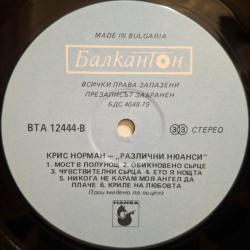 MADE IN BULGARIA
Балкантон
ВСИЧКИ ПРАВА ЗАПАЗЕНИ
ПРЕЗАПИСЪТ ЗАБРАНЕН
БДС 4048-79
ВТА 12444-В
33 СТЕРЕО
КРИС НОРМАН – „РАЗЛИЧНИ НЮАНСИ"
1. МОСТ В ПОЛУНОЩ 2. ОБИКНОВЕНО СЪРЦЕ
3. ЧУВСТВИТЕЛНИ СЪРЦА 4. ЕТО Я НОЩТА
5. НИКОГА НЕ КАРАМ МОЯ АНГЕЛ ДА
ПЛАЧЕ 6. КРИЛЕ НА ЛЮБОВТА
Произведено по лиценз
HANSA